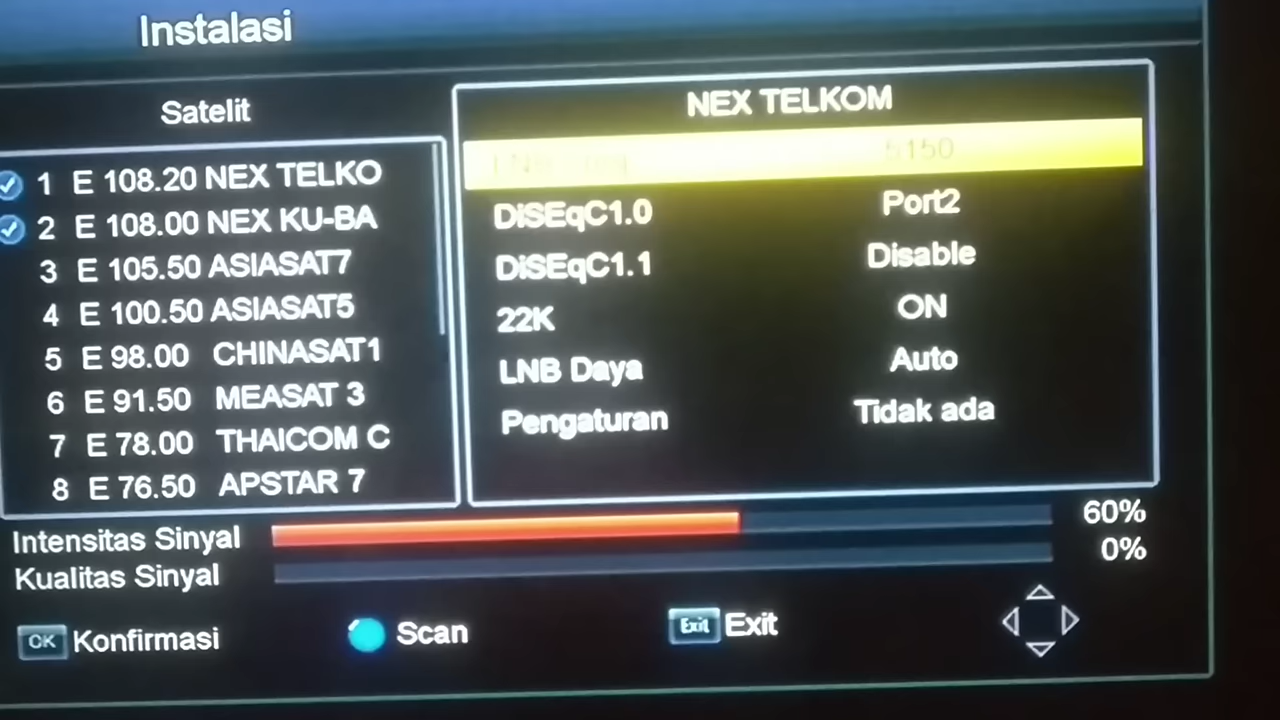 Instalasi
Satelit
1 E 108.20 NEX TELKO
2 E 108.00 NEX KU-BA
3 E 105.50 ASIASAT7
4 E 100.50 ASIASAT5
5 E 98.00 CHINASAT1
6 E 91.50 MEASAT 3
7 E 78.00 THAICOM C
8 E 76.50 APSTAR 7
NEX TELKOM
LNB 5150
DiSEqC1.0 Port2
DiSEqC1.1 Disable
22K ON
LNB Daya Auto
Pengaturan Tidak ada
Intensitas Sinyal 60%
Kualitas Sinyal 0%
OK Konfirmasi
Scan
Exit Exit